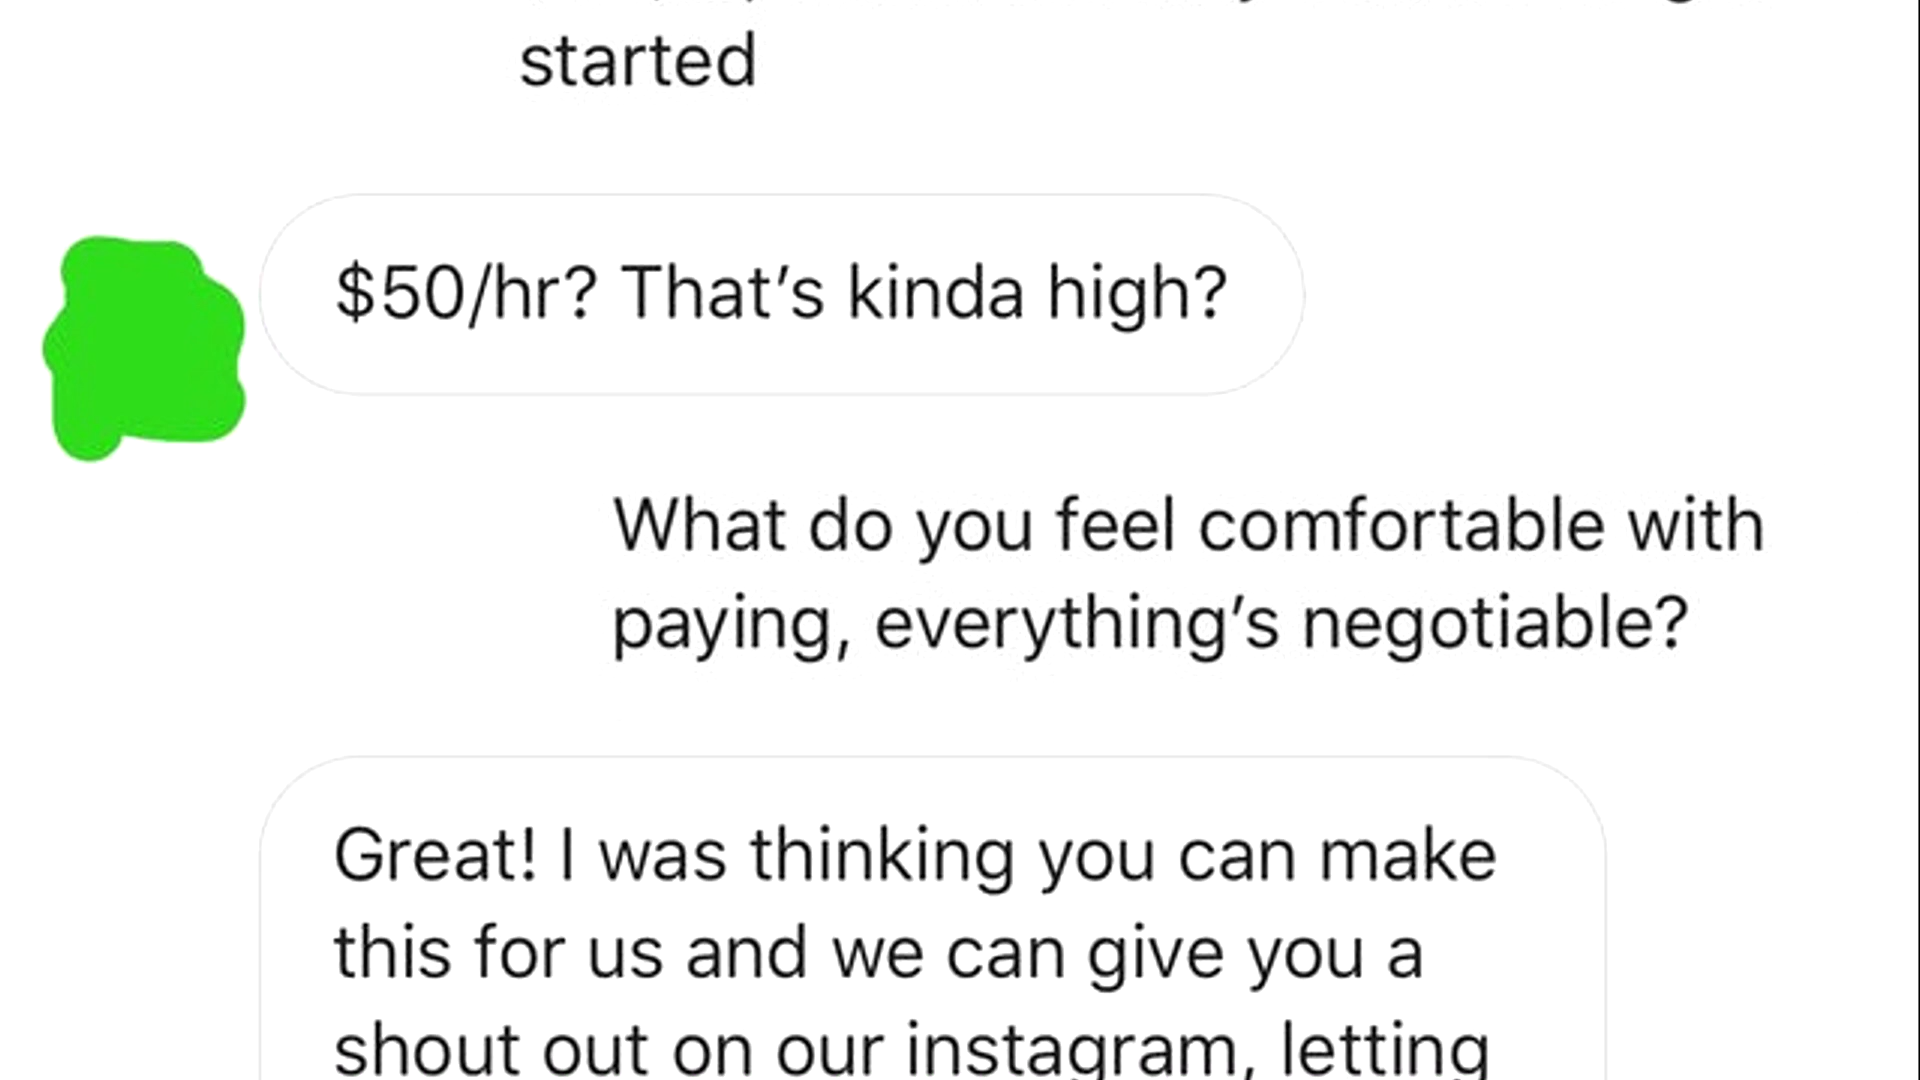 started
$50/hr? That’s kinda high?
What do you feel comfortable with
paying, everything’s negotiable?
Great! I was thinking you can make
this for us and we can give you a
shout out on our instagram, letting